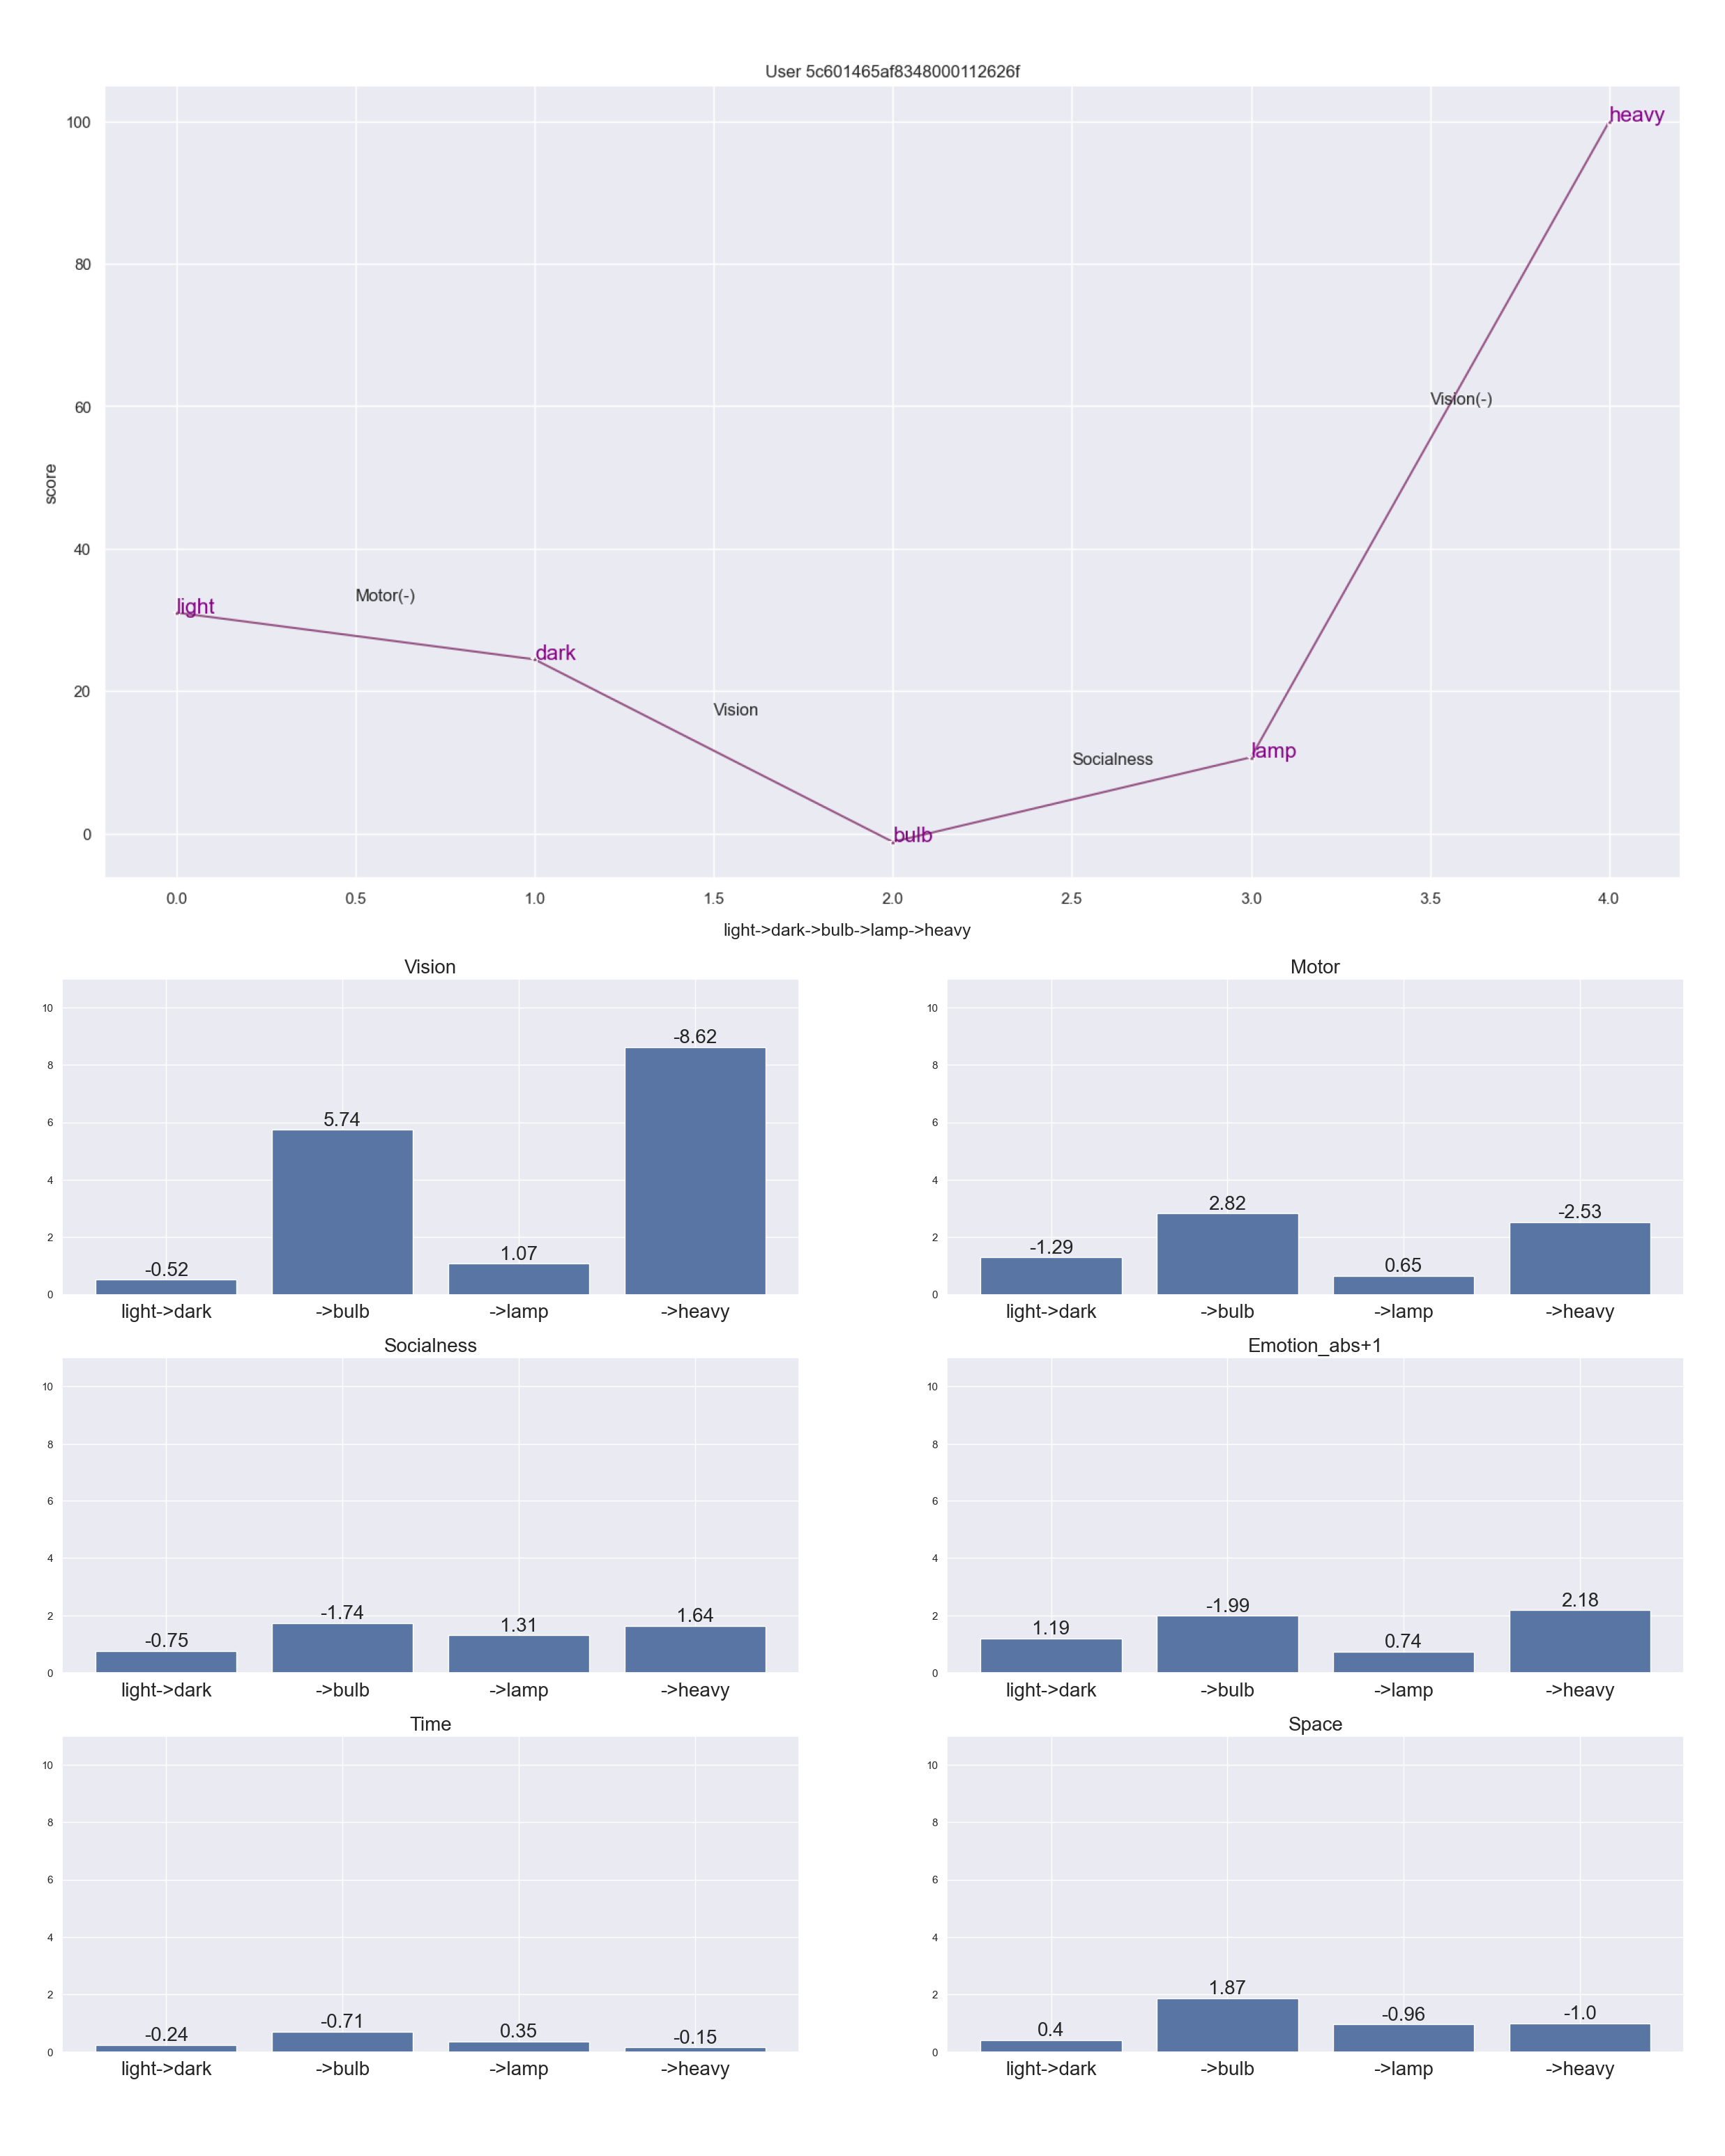 User 5c601465af8348000112626f
100
80
60
40
20
0
score
light
Motor(-)
dark
Vision
bulb
Socialness
lamp
Vision(-)
heavy
0.0 0.5 1.0 1.5 2.0 2.5 3.0 3.5 4.0
light->dark->bulb->lamp->heavy
Vision
10
8
6
4
2
0
-0.52 5.74 1.07 -8.62
light->dark ->bulb ->lamp ->heavy
Motor
10
8
6
4
2
0
-1.29 2.82 0.65 -2.53
light->dark ->bulb ->lamp ->heavy
Socialness
10
8
6
4
2
0
-0.75 -1.74 1.31 1.64
light->dark ->bulb ->lamp ->heavy
Emotion_abs+1
10
8
6
4
2
0
1.19 -1.99 0.74 2.18
light->dark ->bulb ->lamp ->heavy
Time
10
8
6
4
2
0
-0.24 -0.71 0.35 -0.15
light->dark ->bulb ->lamp ->heavy
Space
10
8
6
4
2
0
0.4 1.87 -0.96 -1.0
light->dark ->bulb ->lamp ->heavy